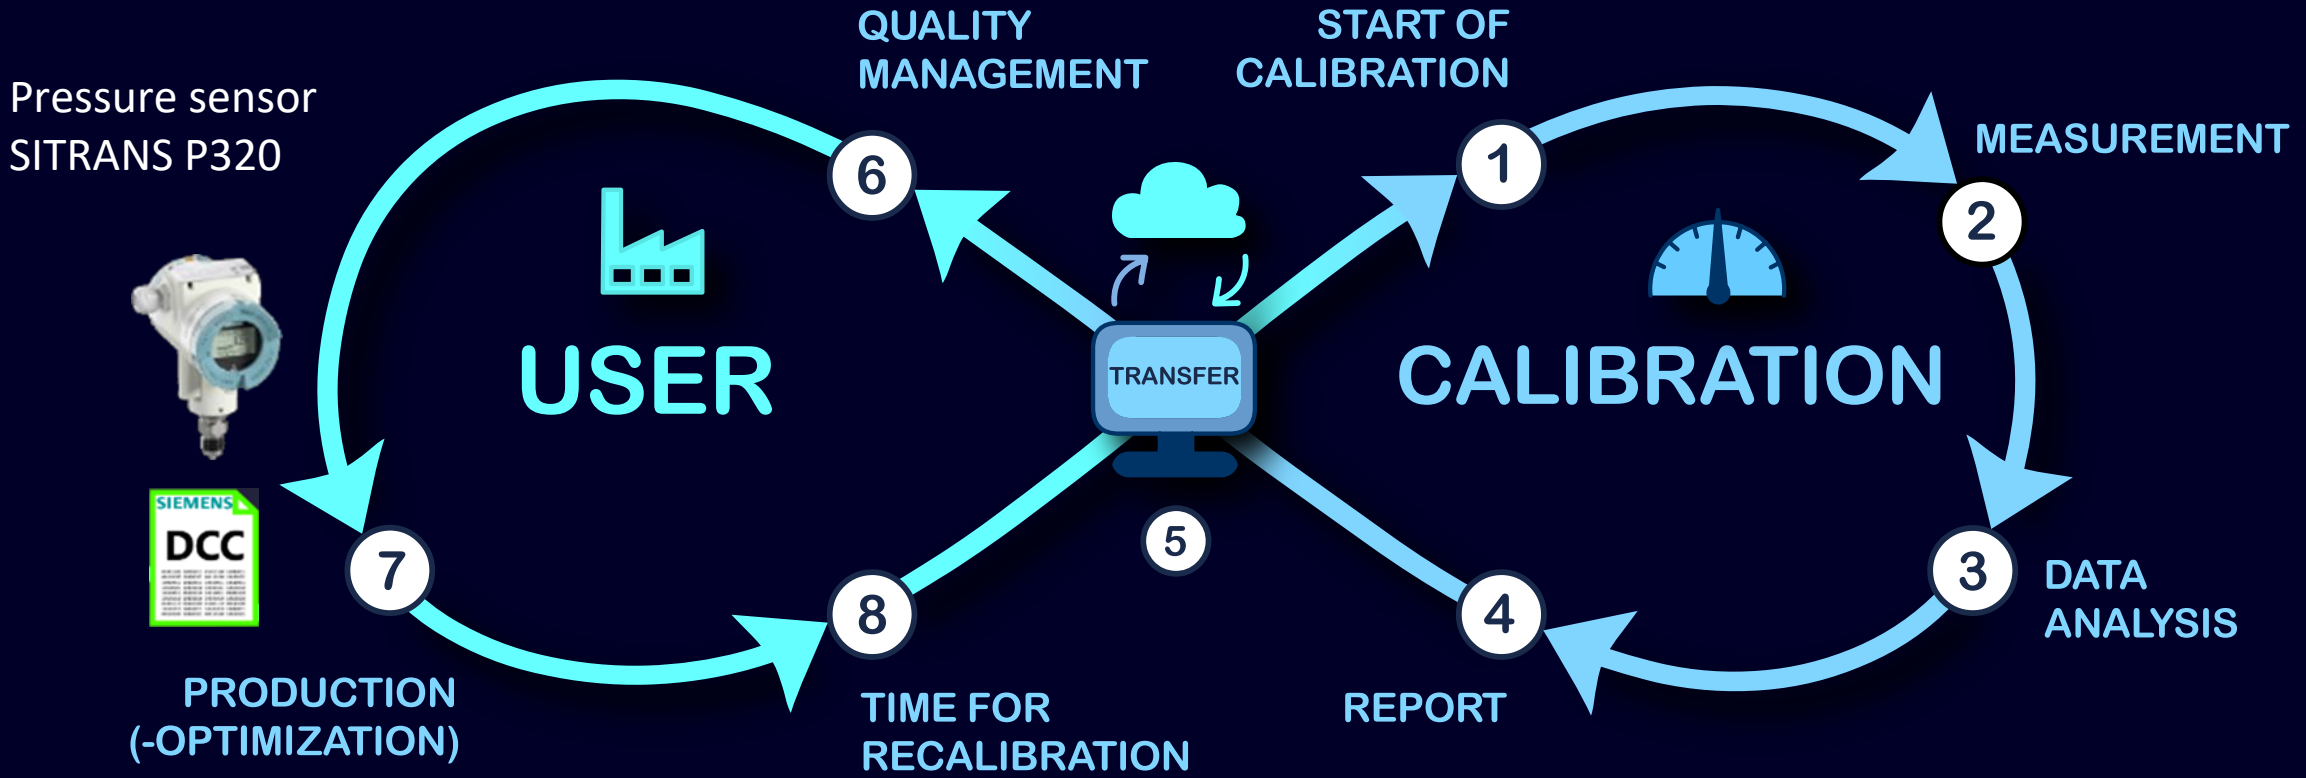 QUALITY
MANAGEMENT
START OF
CALIBRATION
Pressure sensor
SITRANS P320
MEASUREMENT
6
1
2
USER
TRANSFER
CALIBRATION
SIEMENS
DCC
5
7
3
8
4
DATA
ANALYSIS
PRODUCTION
(-OPTIMIZATION)
TIME FOR
RECALIBRATION
REPORT